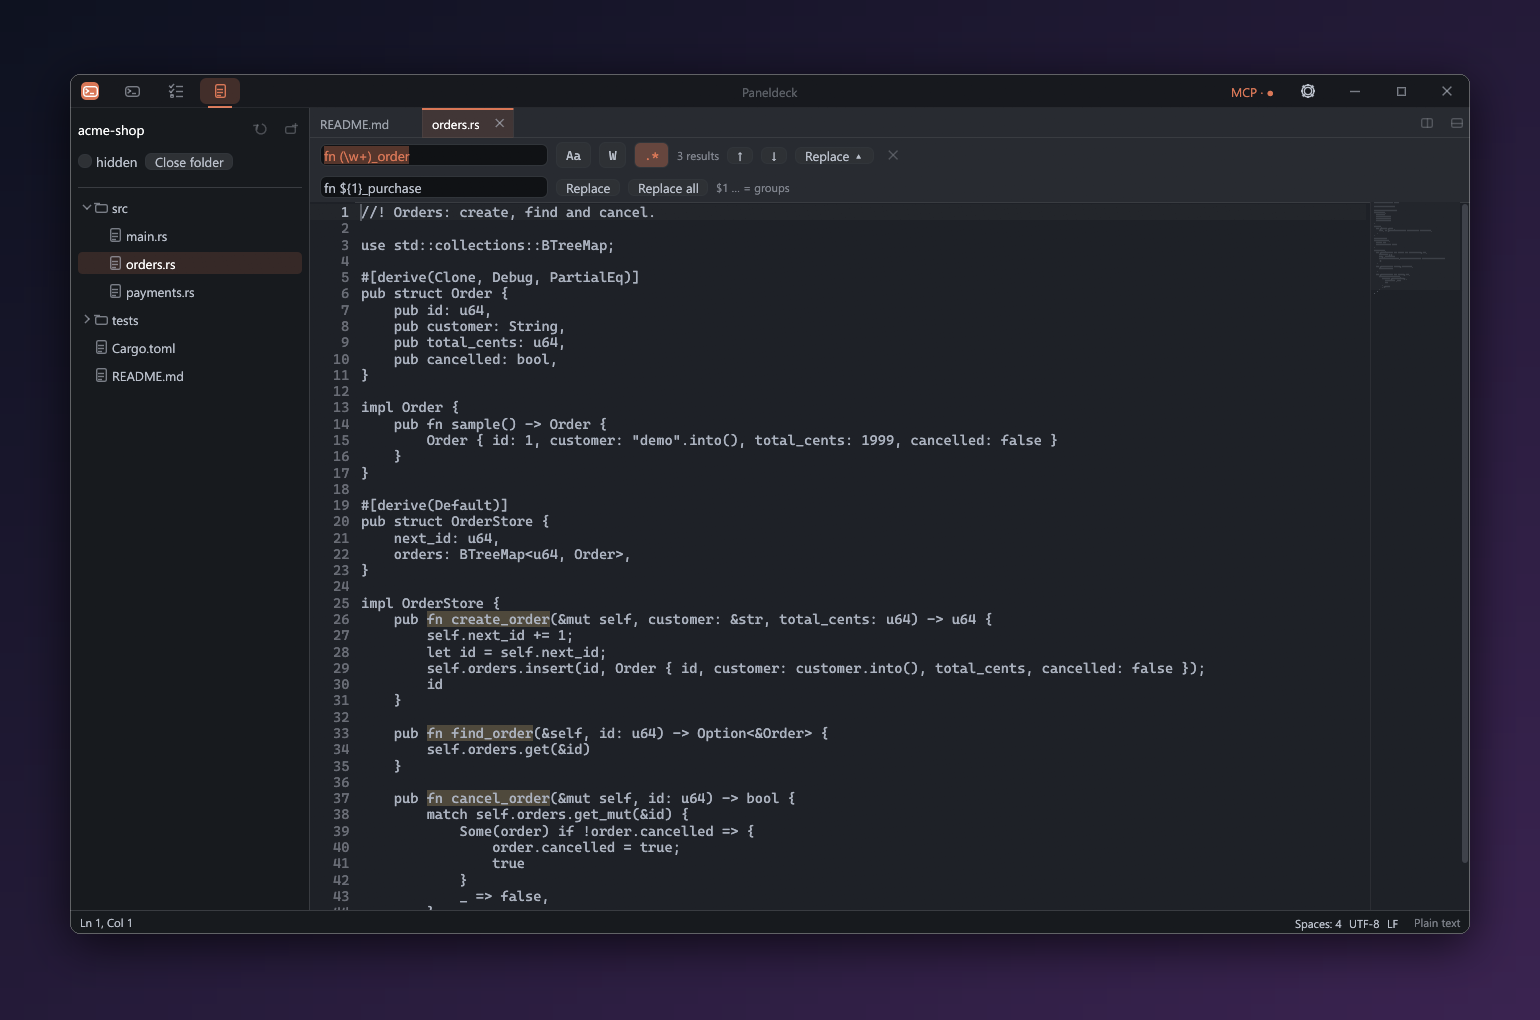 Paneldeck
MCP
acme-shop
hidden Close folder
src
main.rs
orders.rs
payments.rs
tests
Cargo.toml
README.md
README.md orders.rs
fn (\w+)_order Aa W .* 3 results ↑ ↓ Replace ▲
fn ${1}_purchase Replace Replace all $1 ... = groups
1 //! Orders: create, find and cancel.
2
3 use std::collections::BTreeMap;
4
5 #[derive(Clone, Debug, PartialEq)]
6 pub struct Order {
7 pub id: u64,
8 pub customer: String,
9 pub total_cents: u64,
10 pub cancelled: bool,
11 }
12
13 impl Order {
14 pub fn sample() -> Order {
15 Order { id: 1, customer: "demo".into(), total_cents: 1999, cancelled: false }
16 }
17 }
18
19 #[derive(Default)]
20 pub struct OrderStore {
21 next_id: u64,
22 orders: BTreeMap<u64, Order>,
23 }
24
25 impl OrderStore {
26 pub fn create_order(&mut self, customer: &str, total_cents: u64) -> u64 {
27 self.next_id += 1;
28 let id = self.next_id;
29 self.orders.insert(id, Order { id, customer: customer.into(), total_cents, cancelled: false });
30 id
31 }
32
33 pub fn find_order(&self, id: u64) -> Option<&Order> {
34 self.orders.get(&id)
35 }
36
37 pub fn cancel_order(&mut self, id: u64) -> bool {
38 match self.orders.get_mut(&id) {
39 Some(order) if !order.cancelled => {
40 order.cancelled = true;
41 true
42 }
43 _ => false,
Ln 1, Col 1
Spaces: 4 UTF-8 LF Plain text